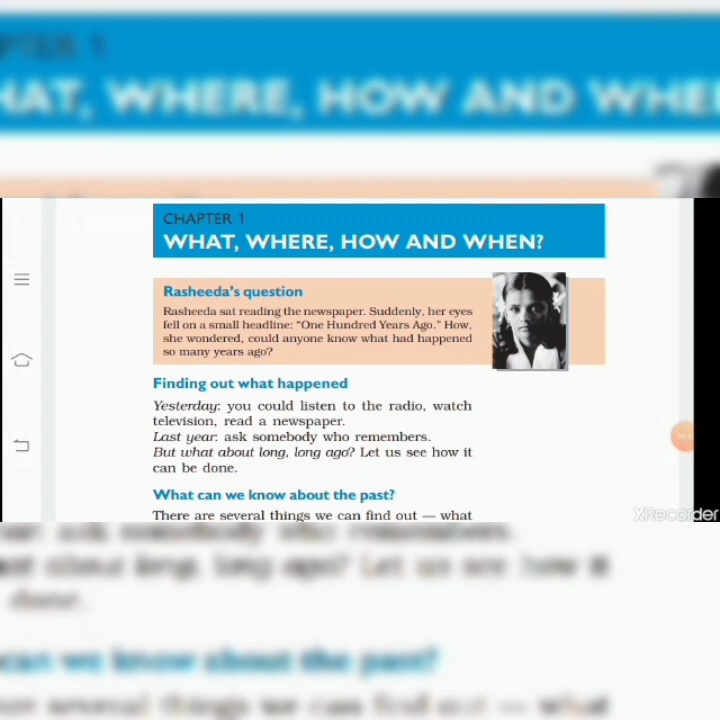 CHAPTER 1
WHAT, WHERE, HOW AND WHEN?
Rasheeda's question
Rasheeda sat reading the newspaper. Suddenly, her eyes
fell on a small headline: “One Hundred Years Ago.” How,
she wondered, could anyone know what had happened
so many years ago?
Finding out what happened
Yesterday: you could listen to the radio, watch
television, read a newspaper.
Last year: ask somebody who remembers.
But what about long, long ago? Let us see how it
can be done.
What can we know about the past?
There are several things we can find out — what
XRecorder